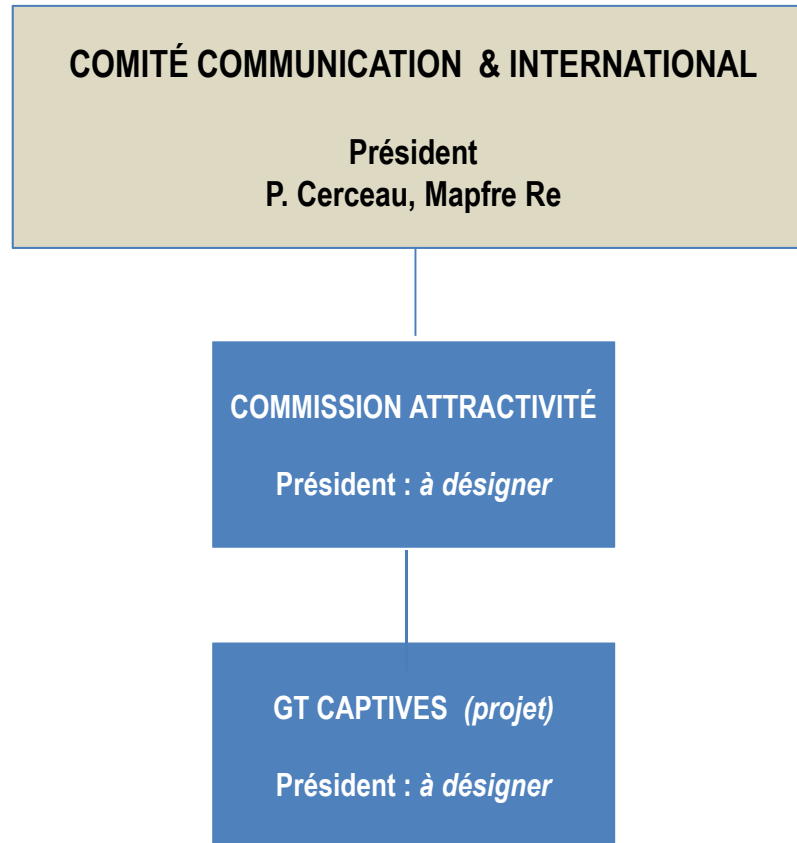 COMITÉ COMMUNICATION & INTERNATIONAL
Président
P. Cerceau, Mapfre Re
COMMISSION ATTRACTIVITÉ
Président : à désigner
GT CAPTIVES (projet)
Président : à désigner